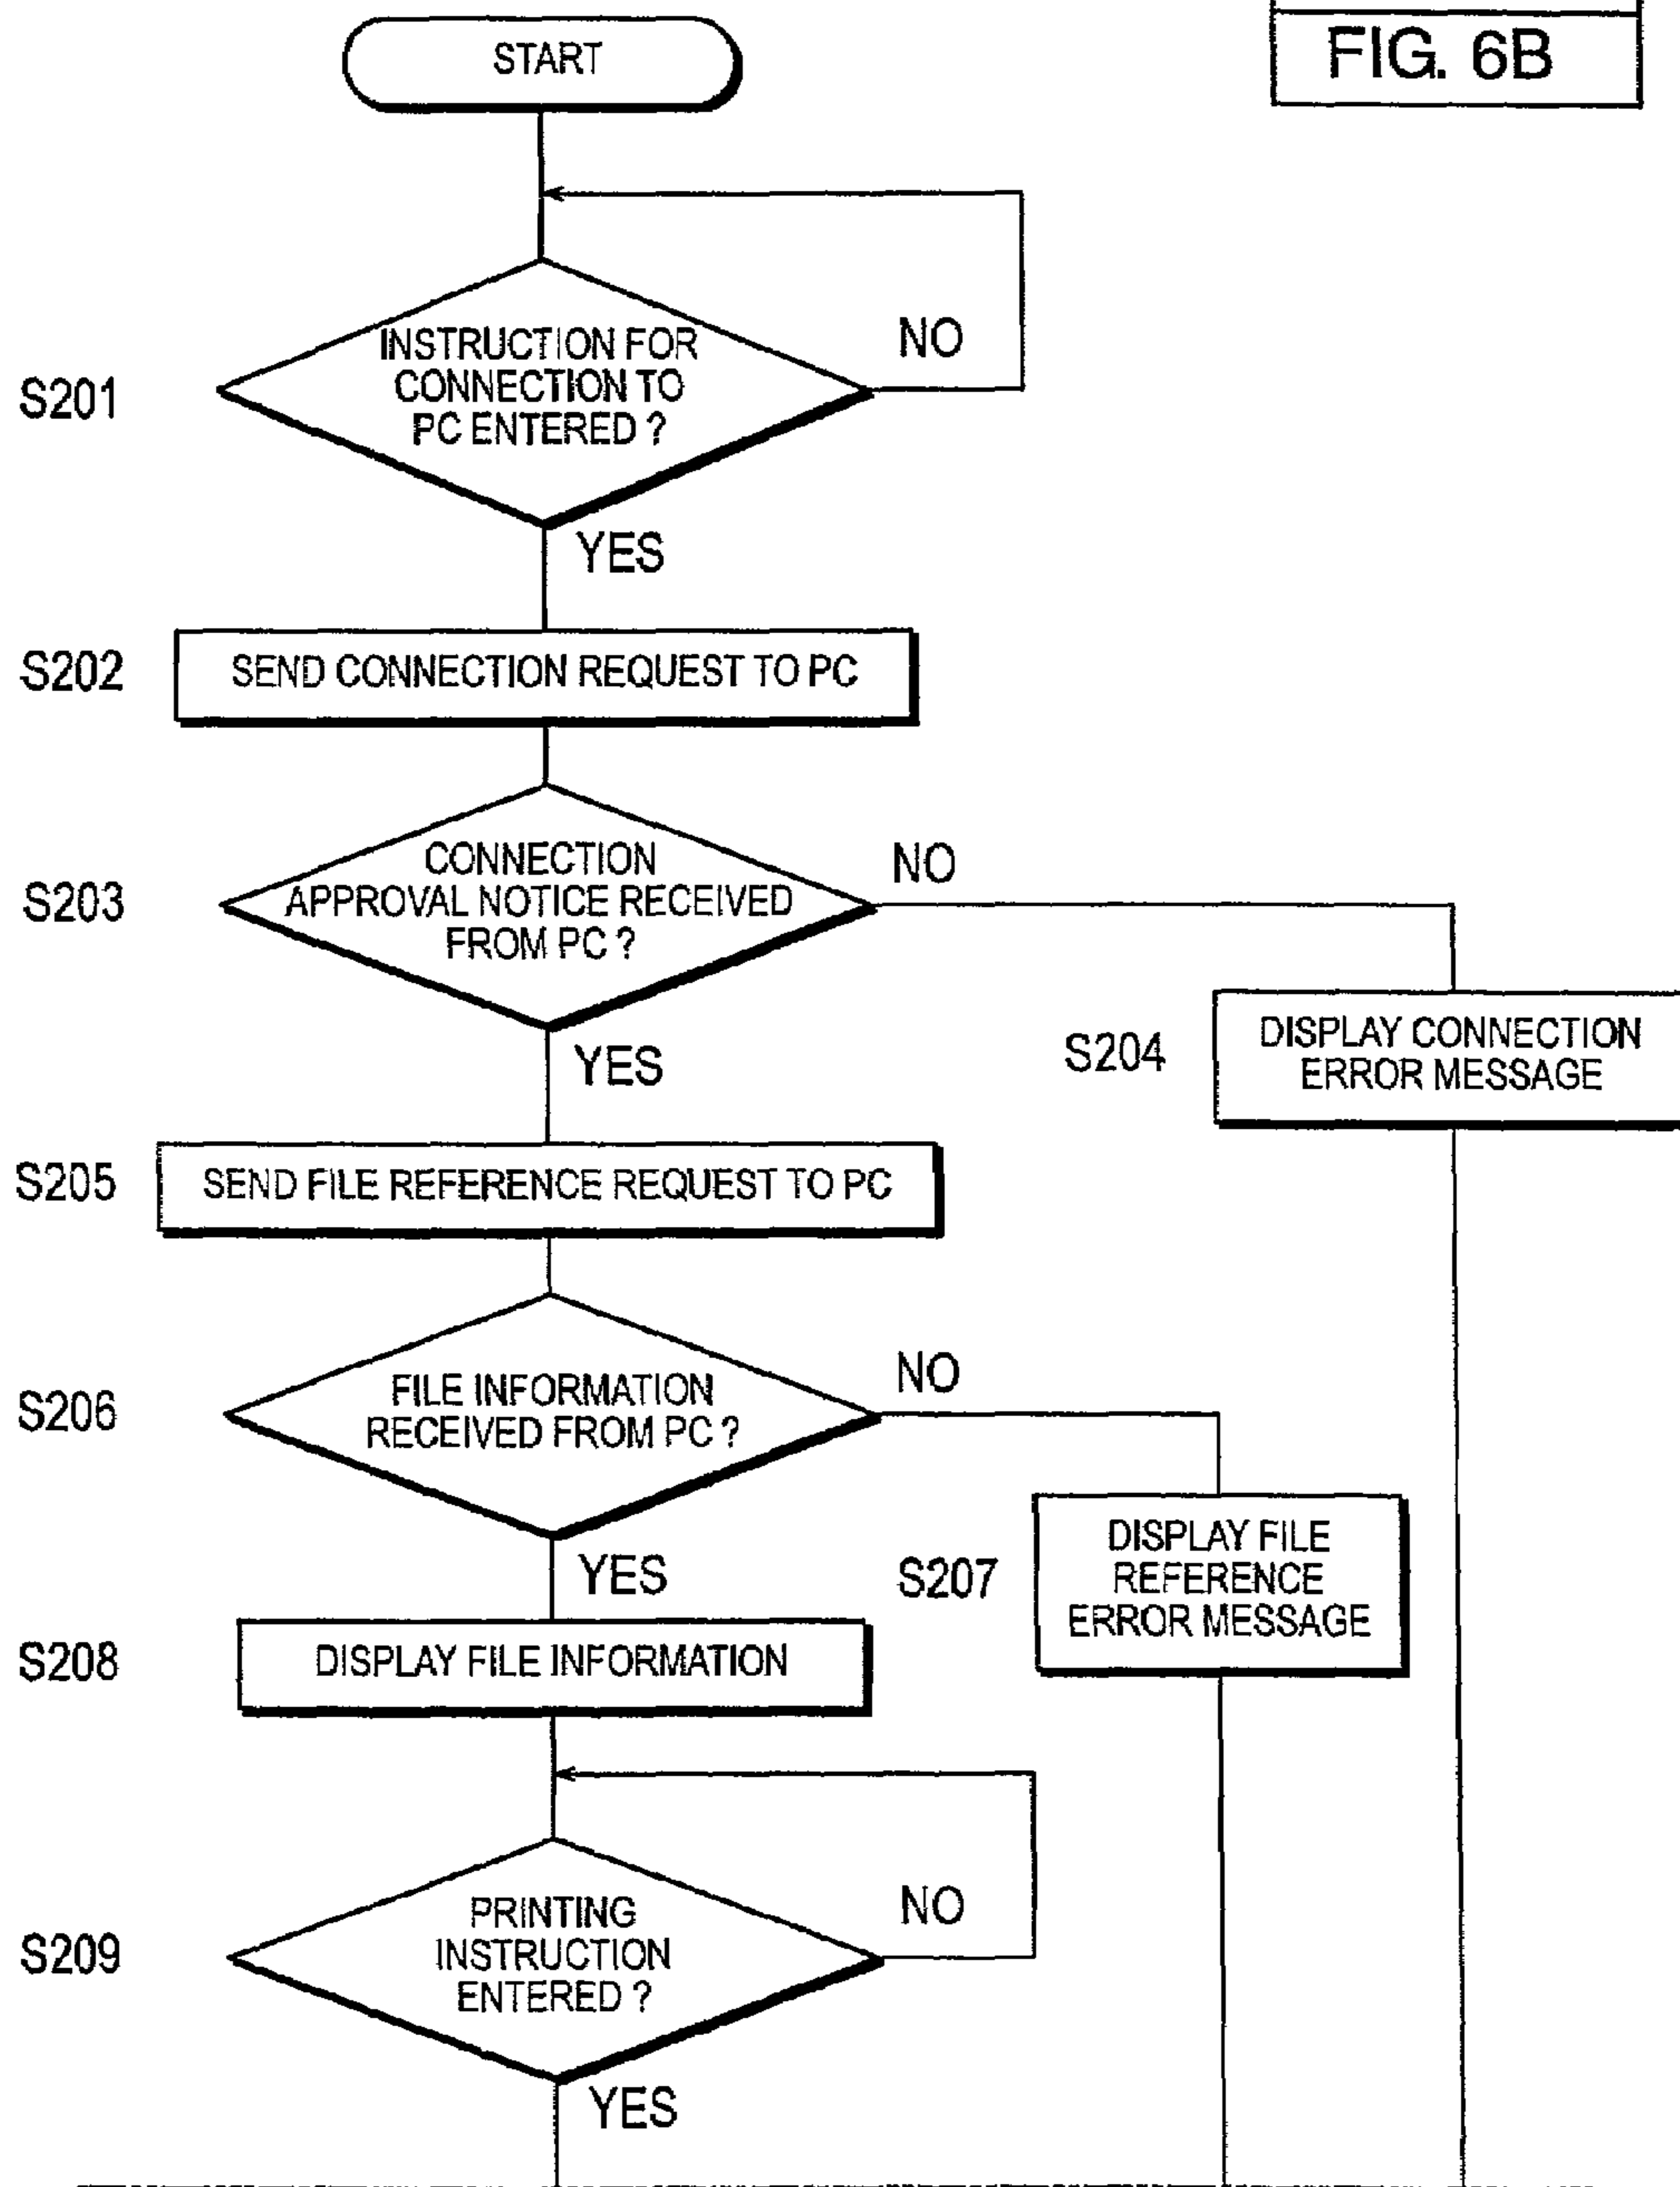 FIG. 6B
START
S201
INSTRUCTION FOR
CONNECTION TO
PC ENTERED ?
NO
YES
S202
SEND CONNECTION REQUEST TO PC
S203
CONNECTION
APPROVAL NOTICE RECEIVED
FROM PC ?
NO
YES
S204
DISPLAY CONNECTION
ERROR MESSAGE
S205
SEND FILE REFERENCE REQUEST TO PC
S206
FILE INFORMATION
RECEIVED FROM PC ?
NO
YES
S207
DISPLAY FILE
REFERENCE
ERROR MESSAGE
S208
DISPLAY FILE INFORMATION
S209
PRINTING
INSTRUCTION
ENTERED ?
NO
YES